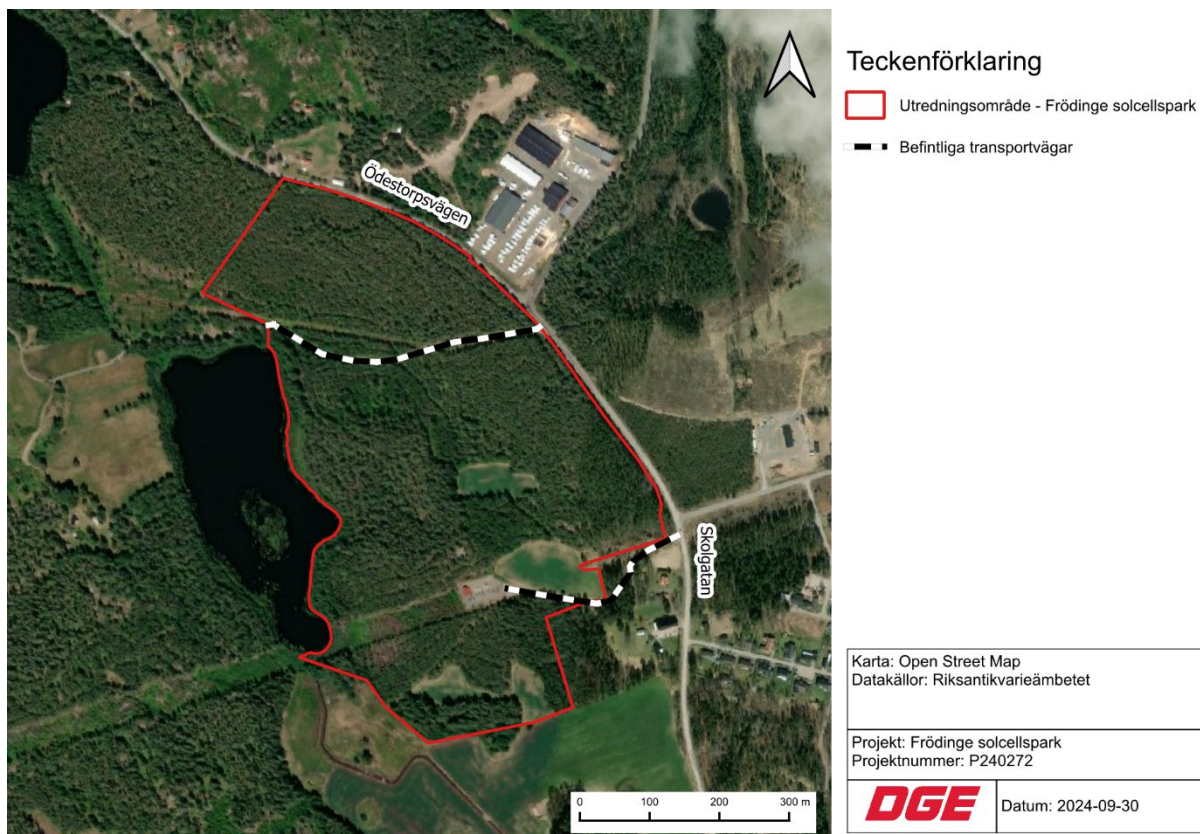 Teckenförklaring
Utredningsområde - Frödinge solcellspark
Befintliga transportvägar
Ödestorpsvägen
Skolgatan
0 100 200 300 m
Karta: Open Street Map
Datakällor: Riksantikvarieämbetet
Projekt: Frödinge solcellspark
Projektnummer: P240272
DGE
Datum: 2024-09-30